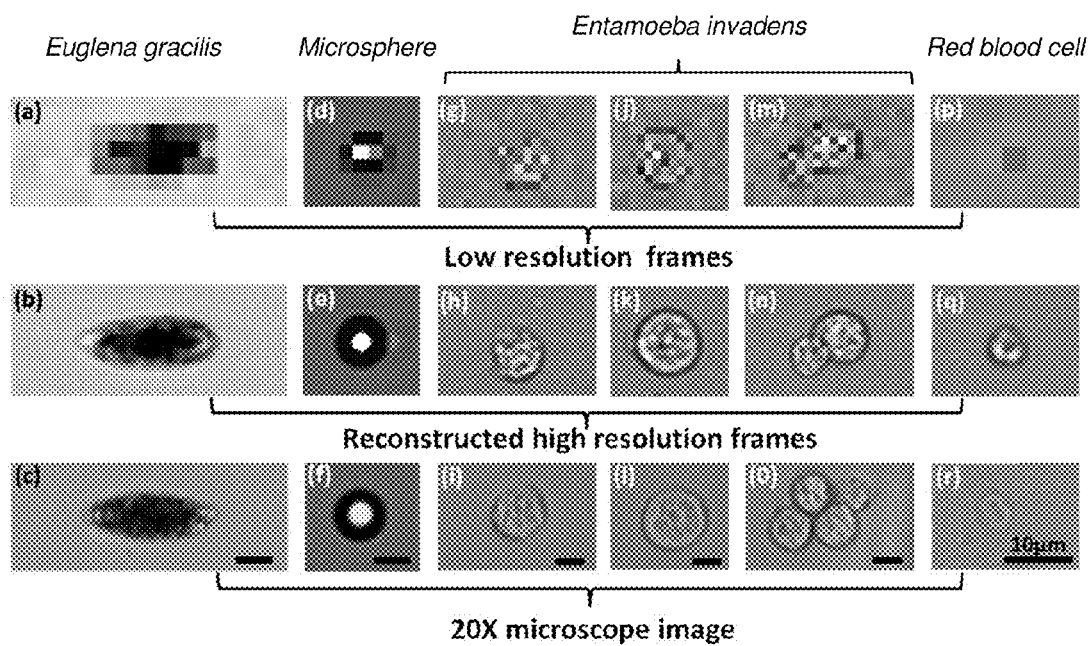 Entamoeba invadens
Euglena gracilis Microsphere Red blood cell
(a) (d) (g) (j) (m) (p)
Low resolution frames
(b) (e) (h) (k) (n) (q)
Reconstructed high resolution frames
(c) (f) (i) (l) (o) (r)
10μm
20X microscope image